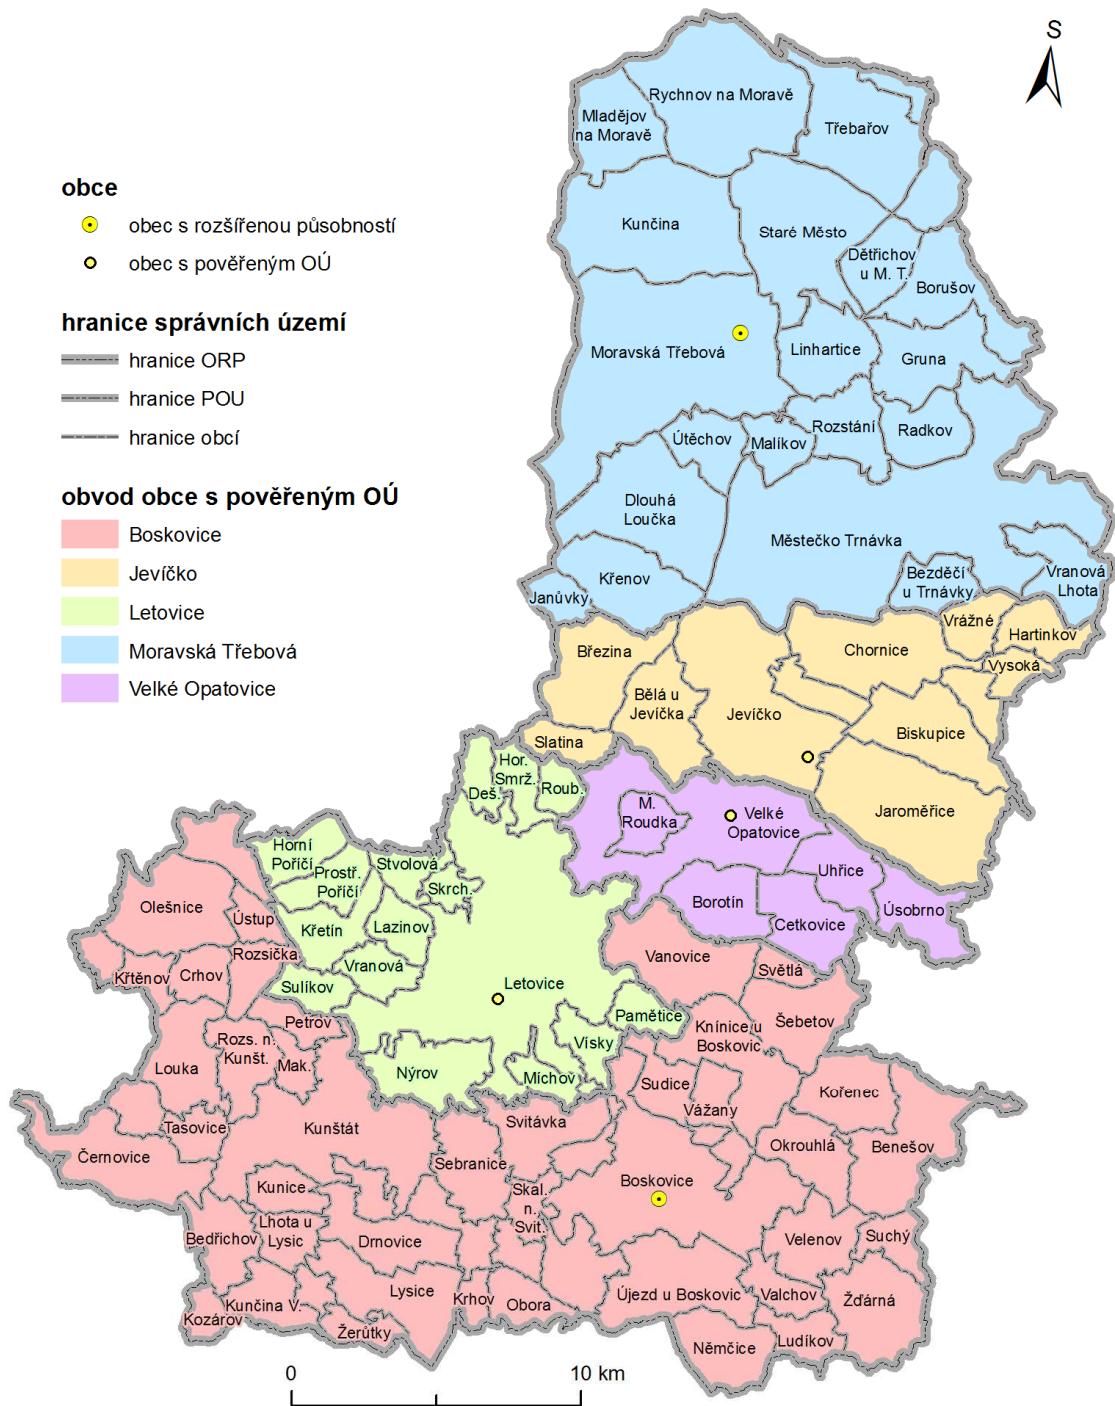 S
obce
obec s rozšířenou působností
obec s pověřeným OÚ
hranice správních území
hranice ORP
hranice POU
hranice obcí
obvod obce s pověřeným OÚ
Boskovice
Jevíčko
Letovice
Moravská Třebová
Velké Opatovice
Rychnov na Moravě
Mladějov
na Moravě
Třebařov
Kunčina
Staré Město
Dětřichov
u M. T.
Borušov
Moravská Třebová
Linhartice
Gruna
Útěchov
Malíkov
Rozstání
Radkov
Dlouhá
Loučka
Městečko Trnávka
Křenov
Janůvky
Bezděčí
u Trnávky
Vranová
Lhota
Březina
Chornice
Vrážné
Hartinkov
Vysoká
Bělá u
Jevíčka
Jevíčko
Biskupice
Slatina
Jaroměřice
Hor.
Smrž.
Deš.
Roub.
M.
Roudka
Velké
Opatovice
Uhřice
Borotín
Cetkovice
Úsobrno
Horní
Poříčí
Prostř.
Poříčí
Stvolová
Skrch.
Křetín
Lazinov
Vranová
Sulíkov
Letovice
Pamětice
Vísky
Míchov
Nýrov
Olešnice
Ústup
Rozsička
Křtěnov
Crhov
Vanovice
Světlá
Šebetov
Knínice u
Boskovic
Petrov
Rozs. n.
Kunšt.
Mak.
Louka
Sudice
Vážany
Kořenec
Tasovice
Kunštát
Svitávka
Okrouhlá
Benešov
Černovice
Sebranice
Kunice
Skal.
n.
Svit.
Boskovice
Bedřichov
Lhota u
Lysic
Drnovice
Velenov
Suchý
Lysice
Krhov
Obora
Újezd u Boskovic
Valchov
Žďárná
Kozárov
Kunčina V.
Žerůtky
Němčice
Ludíkov
0
10 km